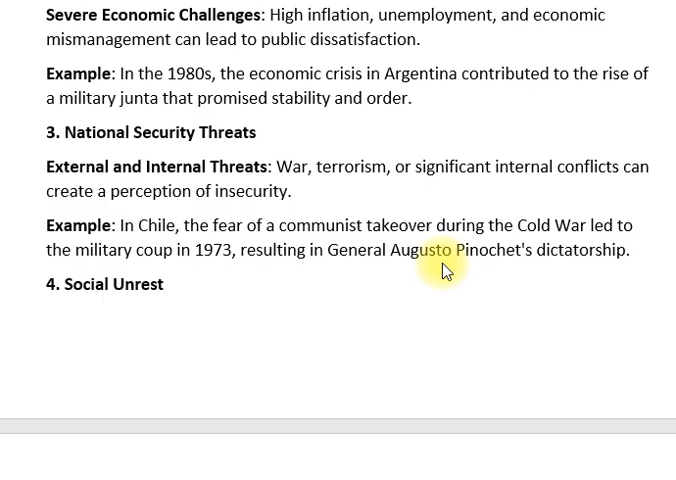 Severe Economic Challenges: High inflation, unemployment, and economic
mismanagement can lead to public dissatisfaction.
Example: In the 1980s, the economic crisis in Argentina contributed to the rise of
a military junta that promised stability and order.
3. National Security Threats
External and Internal Threats: War, terrorism, or significant internal conflicts can
create a perception of insecurity.
Example: In Chile, the fear of a communist takeover during the Cold War led to
the military coup in 1973, resulting in General Augusto Pinochet's dictatorship.
4. Social Unrest